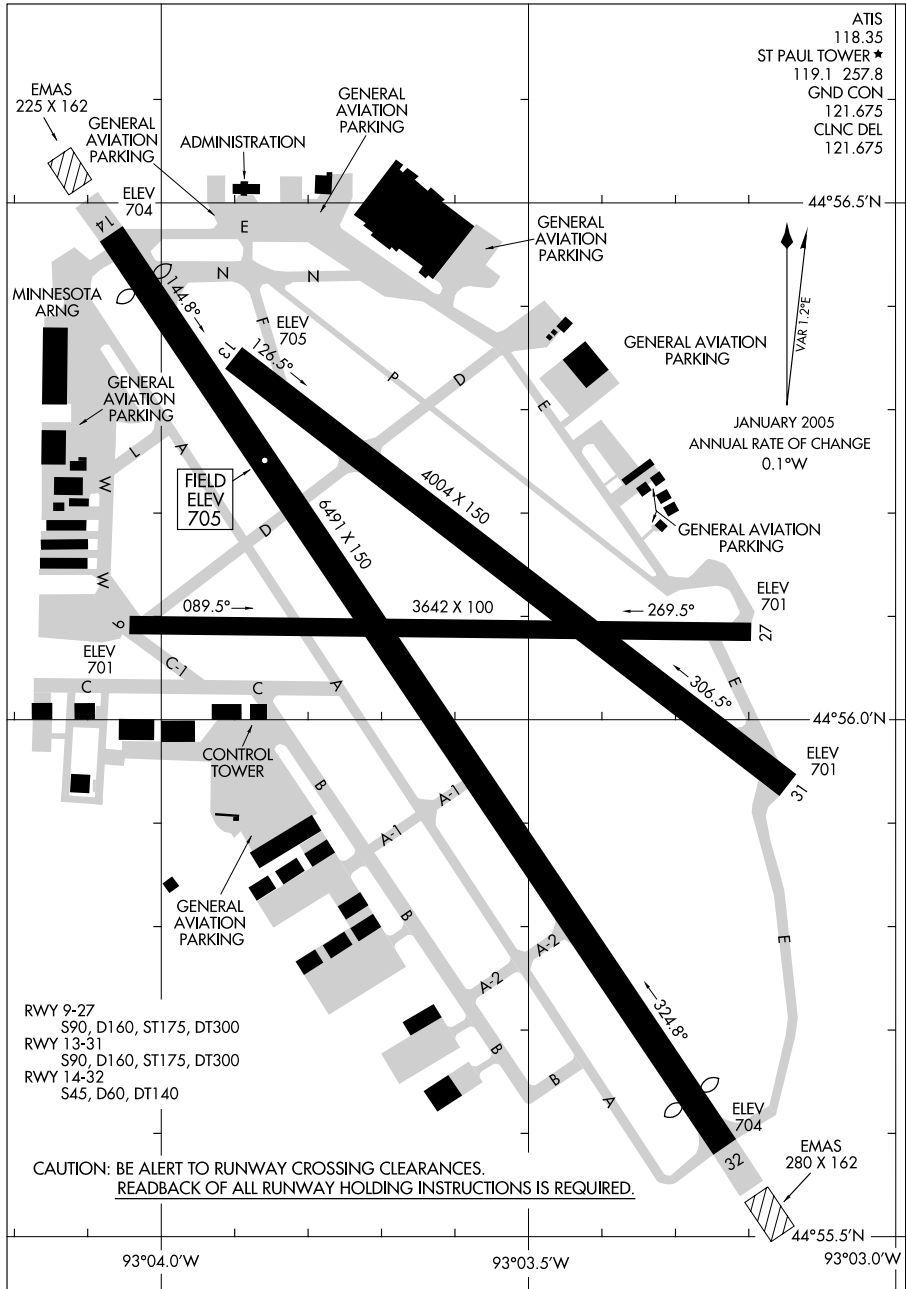 ATIS
118.35
ST PAUL TOWER ★
119.1 257.8
GND CON
121.675
CLNC DEL
121.675
EMAS
225 X 162
GENERAL
AVIATION
PARKING
ADMINISTRATION
GENERAL
AVIATION
PARKING
ELEV
704
44°56.5'N
14
E
GENERAL
AVIATION
PARKING
N
N
144.8°
MINNESOTA
ARNG
F
ELEV
705
13
126.5°
VAR 1.2°E
GENERAL AVIATION
PARKING
P
D
E
GENERAL
AVIATION
PARKING
JANUARY 2005
ANNUAL RATE OF CHANGE
0.1°W
L
A
W
FIELD
ELEV
705
4004 X 150
6491 X 150
D
GENERAL AVIATION
PARKING
W
089.5°
3642 X 100
269.5°
ELEV
701
9
27
ELEV
701
C-1
C
C
A
E
306.5°
44°56.0'N
CONTROL
TOWER
ELEV
701
31
B
A-1
A-1
GENERAL
AVIATION
PARKING
B
A-2
A-2
E
324.8°
RWY 9-27
S90, D160, ST175, DT300
RWY 13-31
S90, D160, ST175, DT300
RWY 14-32
S45, D60, DT140
B
B
A
ELEV
704
32
EMAS
280 X 162
CAUTION: BE ALERT TO RUNWAY CROSSING CLEARANCES.
READBACK OF ALL RUNWAY HOLDING INSTRUCTIONS IS REQUIRED.
44°55.5'N
93°04.0'W
93°03.5'W
93°03.0'W